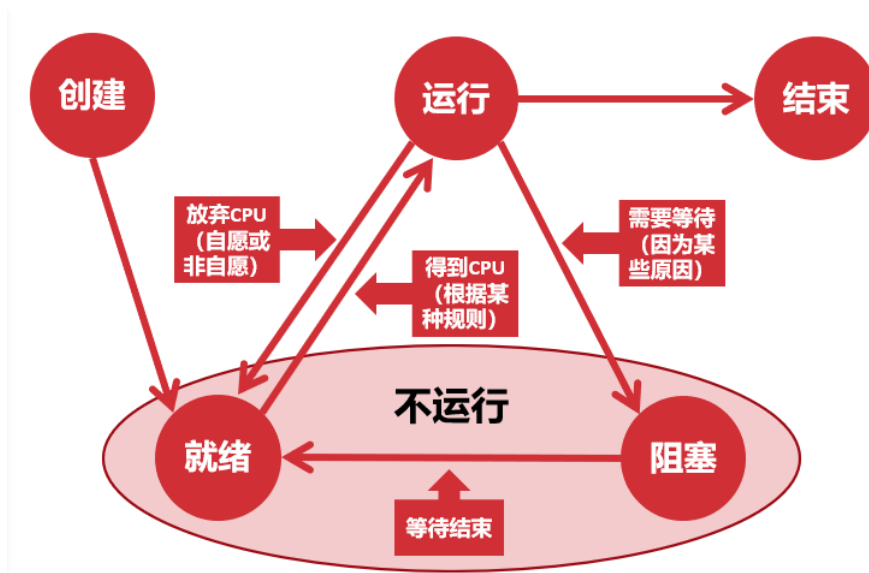 创建
运行
结束
放弃CPU
（自愿或
非自愿）
需要等待
（因为某
些原因）
得到CPU
（根据某
种规则）
不运行
就绪
阻塞
等待结束